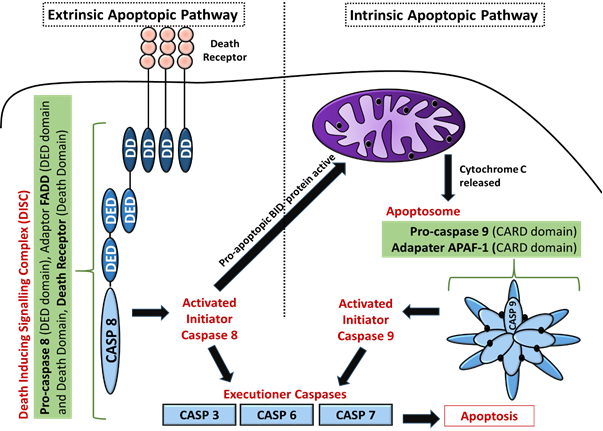 Extrinsic Apoptopic Pathway
Intrinsic Apoptopic Pathway
Death
Receptor
DD
DD
DD
DD
DED
DED
DED
CASP 8
Death Inducing Signalling Complex (DISC)
Pro-caspase 8 (DED domain), Adaptor FADD (DED domain
and Death Domain, Death Receptor (Death Domain)
Pro-apoptopic BID- protein active
Cytochrome C
released
Apoptosome
Pro-caspase 9 (CARD domain)
Adapater APAF-1 (CARD domain)
CASP 9
Activated
Initiator
Caspase 8
Activated
Initiator
Caspase 9
Executioner Caspases
CASP 3
CASP 6
CASP 7
Apoptosis